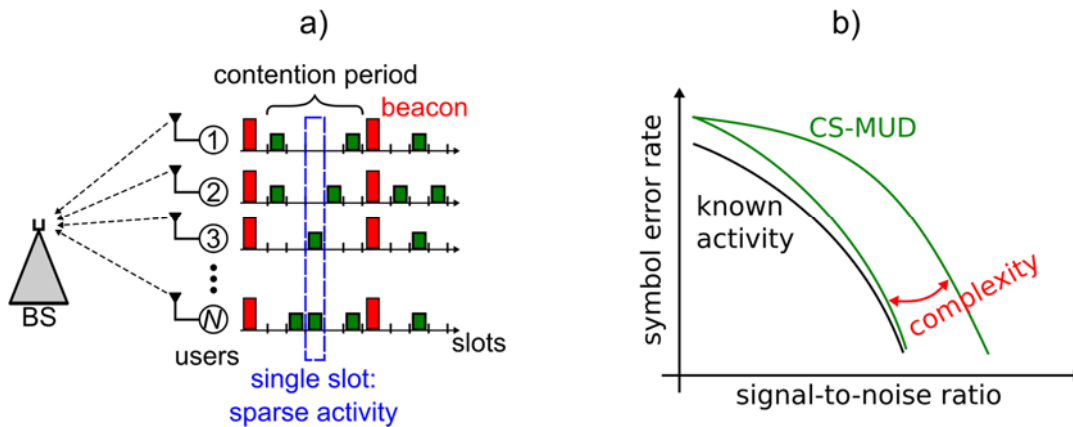 a)
contention period
beacon
1
2
3
N
BS
users
slots
single slot:
sparse activity
b)
symbol error rate
CS-MUD
known
activity
complexity
signal-to-noise ratio